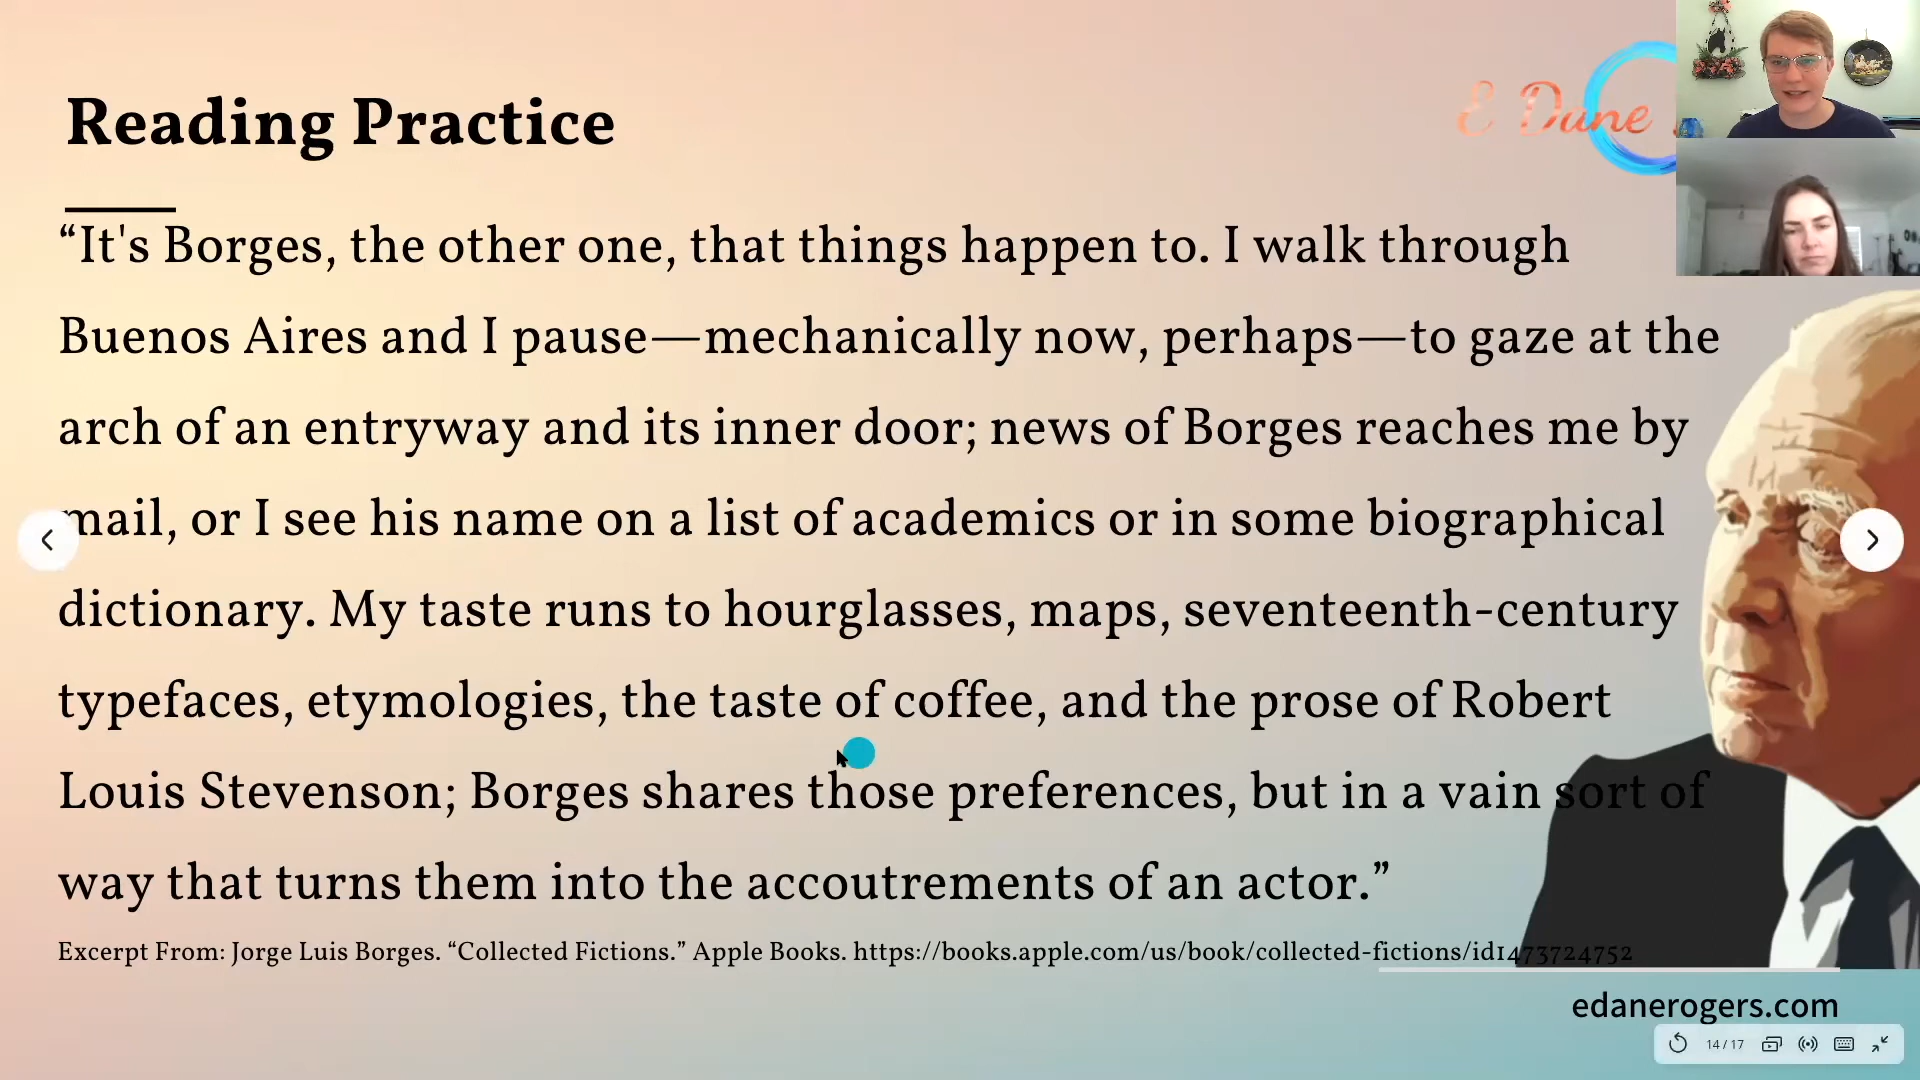 Reading Practice
E Dane
“It's Borges, the other one, that things happen to. I walk through
Buenos Aires and I pause—mechanically now, perhaps—to gaze at the
arch of an entryway and its inner door; news of Borges reaches me by
mail, or I see his name on a list of academics or in some biographical
dictionary. My taste runs to hourglasses, maps, seventeenth-century
typefaces, etymologies, the taste of coffee, and the prose of Robert
Louis Stevenson; Borges shares those preferences, but in a vain sort of
way that turns them into the accoutrements of an actor.”
Excerpt From: Jorge Luis Borges. “Collected Fictions.” Apple Books. https://books.apple.com/us/book/collected-fictions/id1473724752
edanerogers.com
14 / 17